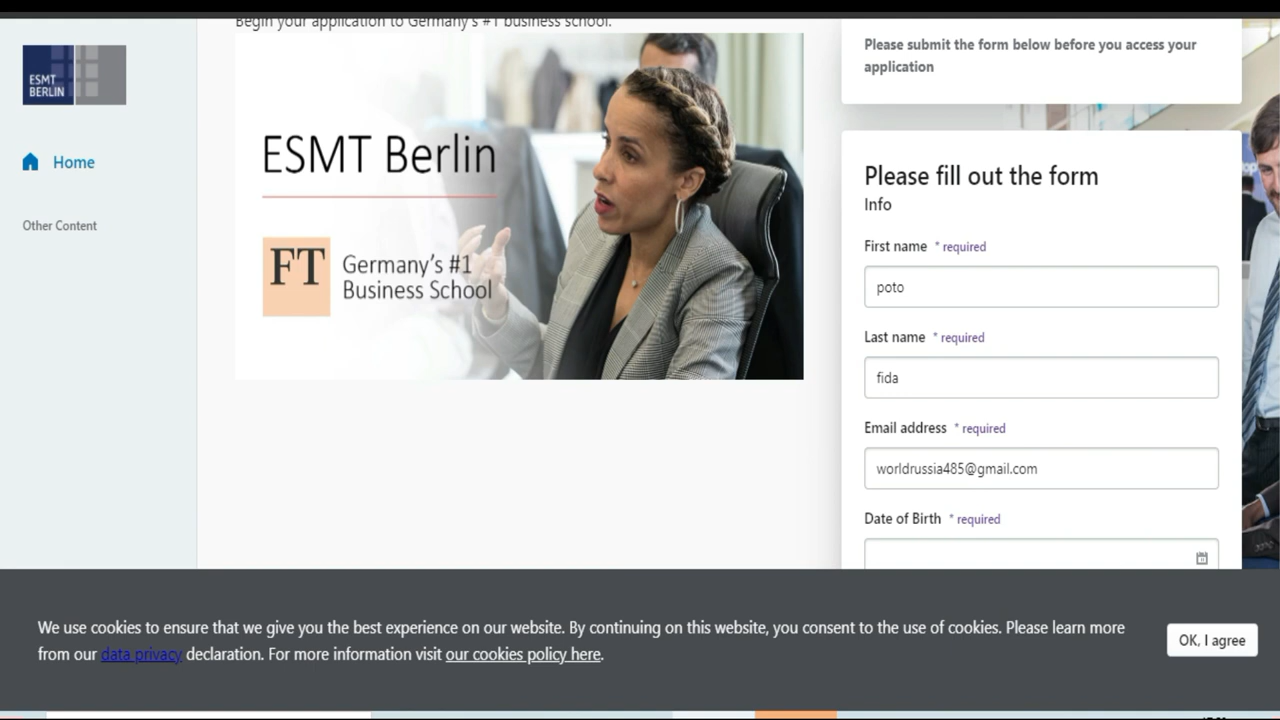 Begin your application to Germany's #1 business school.
ESMT
BERLIN
Home
Other Content
ESMT Berlin
FT
Germany's #1
Business School
Please submit the form below before you access your
application
Please fill out the form
Info
First name * required
poto
Last name * required
fida
Email address * required
worldrussia485@gmail.com
Date of Birth * required
We use cookies to ensure that we give you the best experience on our website. By continuing on this website, you consent to the use of cookies. Please learn more
from our data privacy declaration. For more information visit our cookies policy here.
OK, I agree